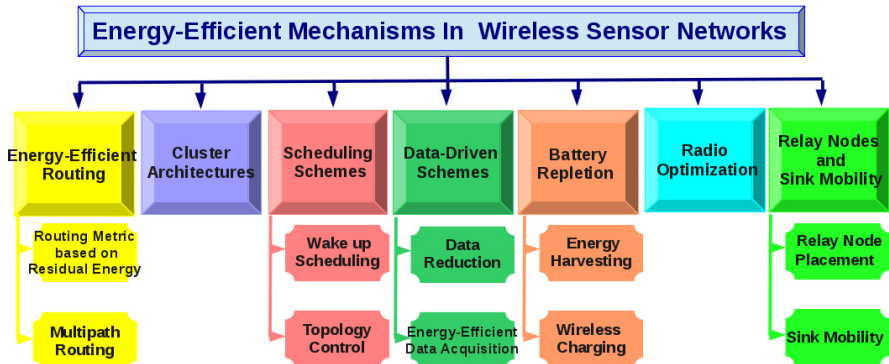 Energy-Efficient Mechanisms In Wireless Sensor Networks
Energy-Efficient
Routing
Cluster
Architectures
Scheduling
Schemes
Data-Driven
Schemes
Battery
Repletion
Radio
Optimization
Relay Nodes
and
Sink Mobility
Routing Metric
based on
Residual Energy
Multipath
Routing
Wake up
Scheduling
Topology
Control
Data
Reduction
Energy-Efficient
Data Acquisition
Energy
Harvesting
Wireless
Charging
Relay Node
Placement
Sink Mobility